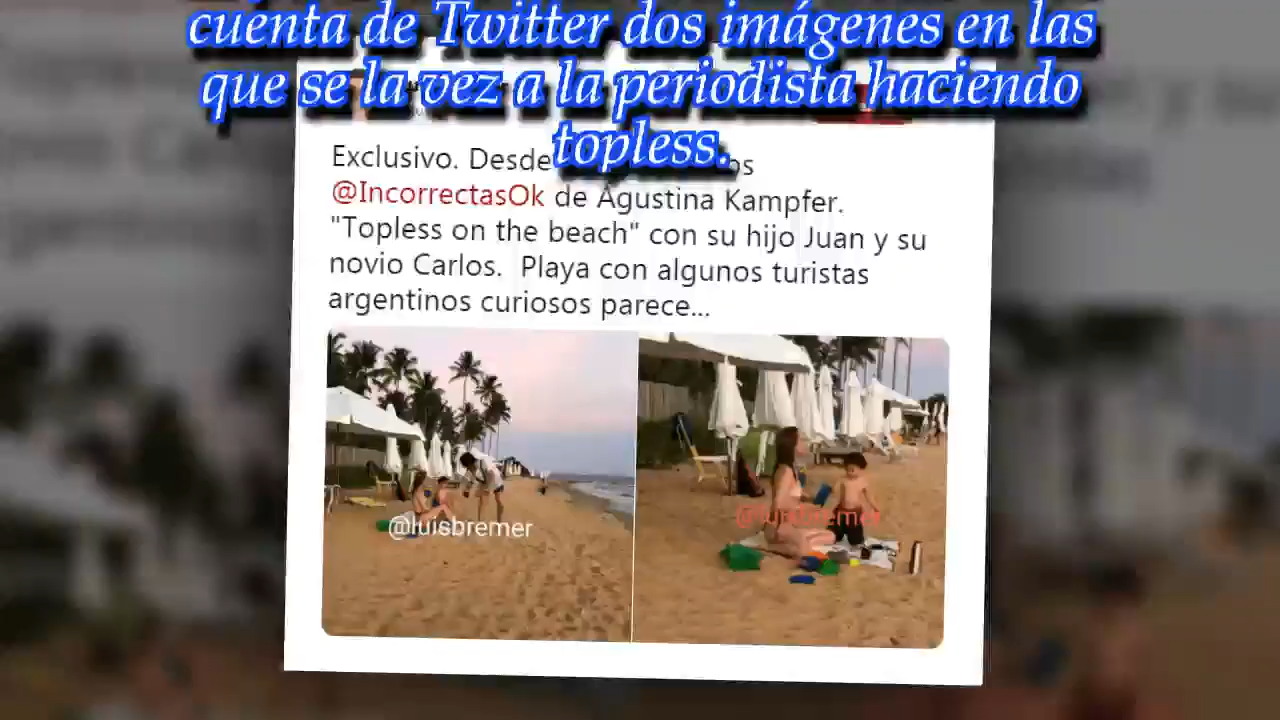 cuenta de Twitter dos imágenes en las
que se la vez a la periodista haciendo
topless.
Exclusivo. Desde
@IncorrectasOk de Agustina Kampfer.
"Topless on the beach" con su hijo Juan y su
novio Carlos. Playa con algunos turistas
argentinos curiosos parece...
@luisbremer
@luisbremer